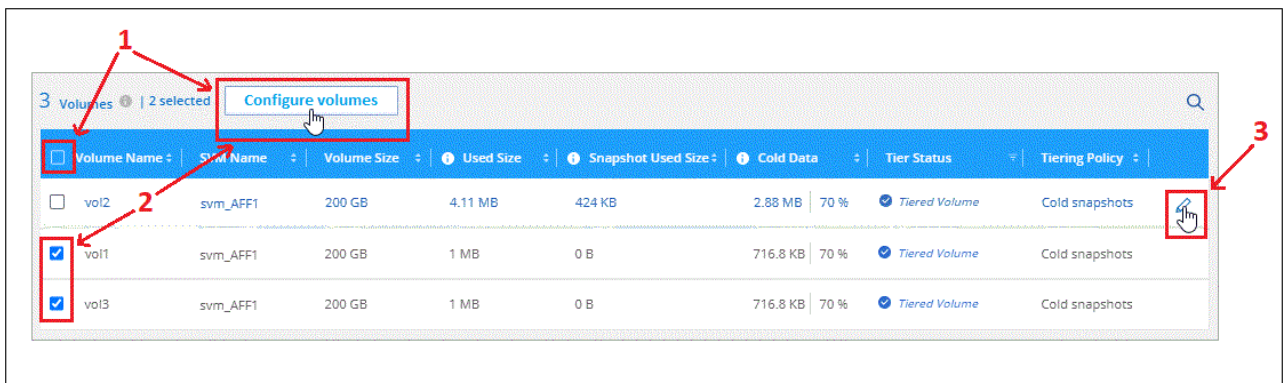 1
3 Volumes | 2 selected Configure volumes
3
Volume Name SVM Name Volume Size Used Size Snapshot Used Size Cold Data Tier Status Tiering Policy
vol2 svm_AFF1 200 GB 4.11 MB 424 KB 2.88 MB 70 % Tiered Volume Cold snapshots
2
vol1 svm_AFF1 200 GB 1 MB 0 B 716.8 KB 70 % Tiered Volume Cold snapshots
vol3 svm_AFF1 200 GB 1 MB 0 B 716.8 KB 70 % Tiered Volume Cold snapshots